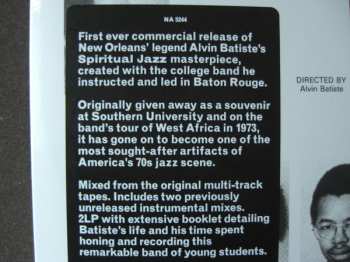 NA 5244
First ever commercial release of
New Orleans' legend Alvin Batiste's
Spiritual Jazz masterpiece,
created with the college band he
instructed and led in Baton Rouge.
Originally given away as a souvenir
at Southern University and on the
band's tour of West Africa in 1973,
it has gone on to become one of the
most sought-after artifacts of
America's 70s jazz scene.
Mixed from the original multi-track
tapes. Includes two previously
unreleased instrumental mixes.
2LP with extensive booklet detailing
Batiste's life and his time spent
honing and recording this
remarkable band of young students.
DIRECTED BY
Alvin Batiste